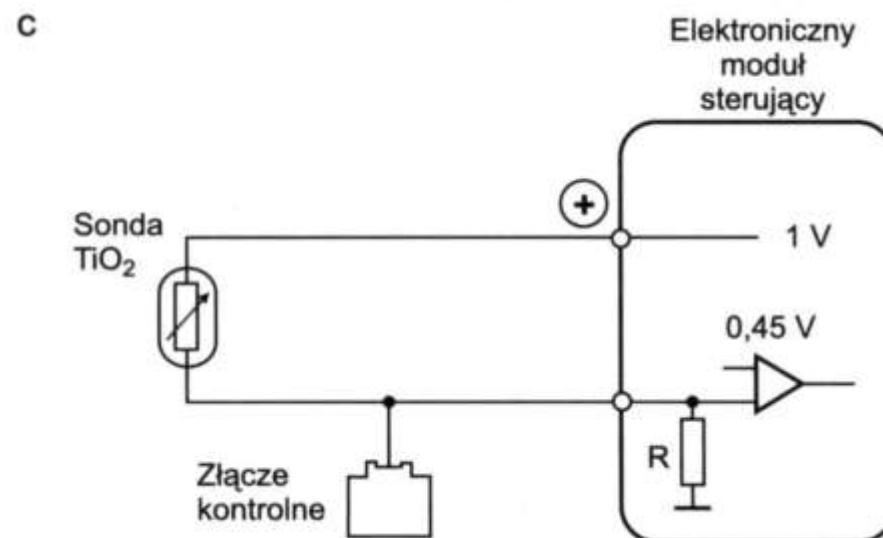 C
Elektroniczny
moduł
sterujący
+
Sonda
TiO₂
1 V
0,45 V
R
Złącze
kontrolne